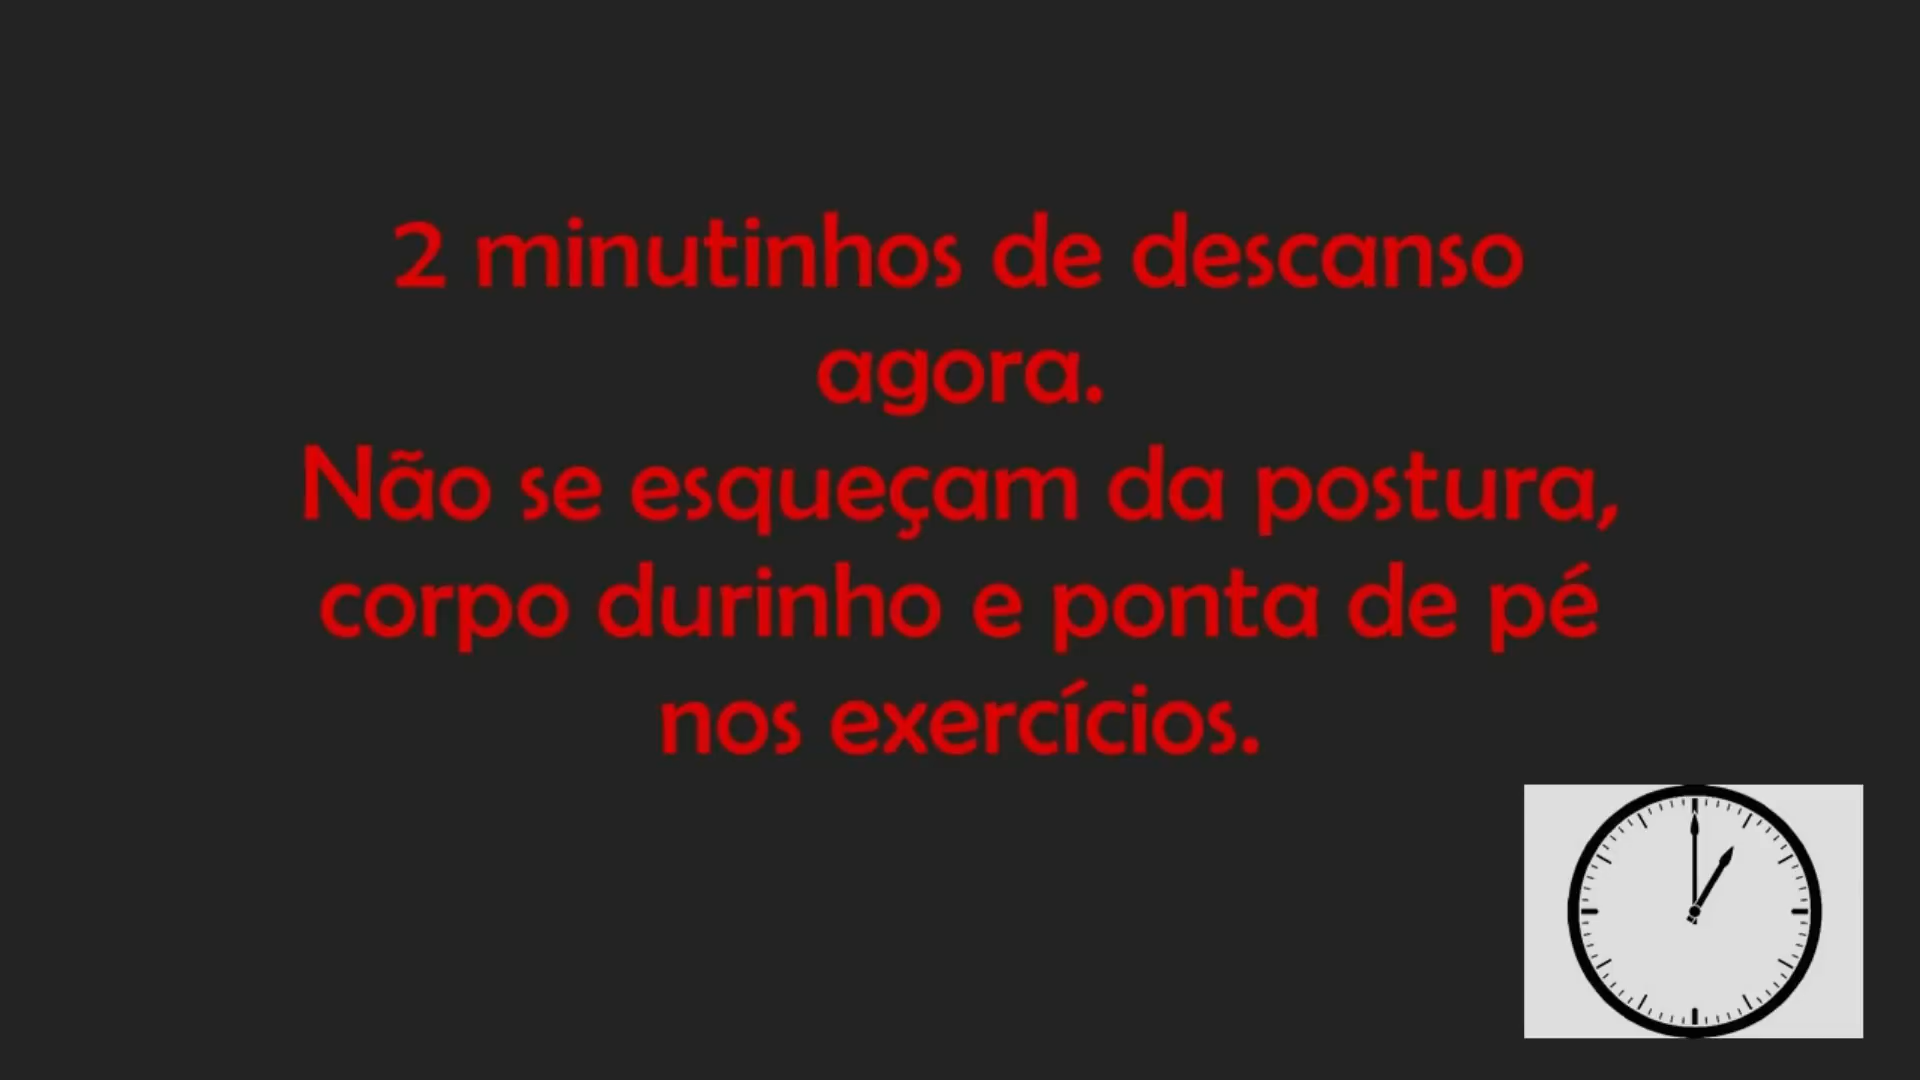 2 minutinhos de descanso
agora.
Não se esqueçam da postura,
corpo durinho e ponta de pé
nos exercícios.